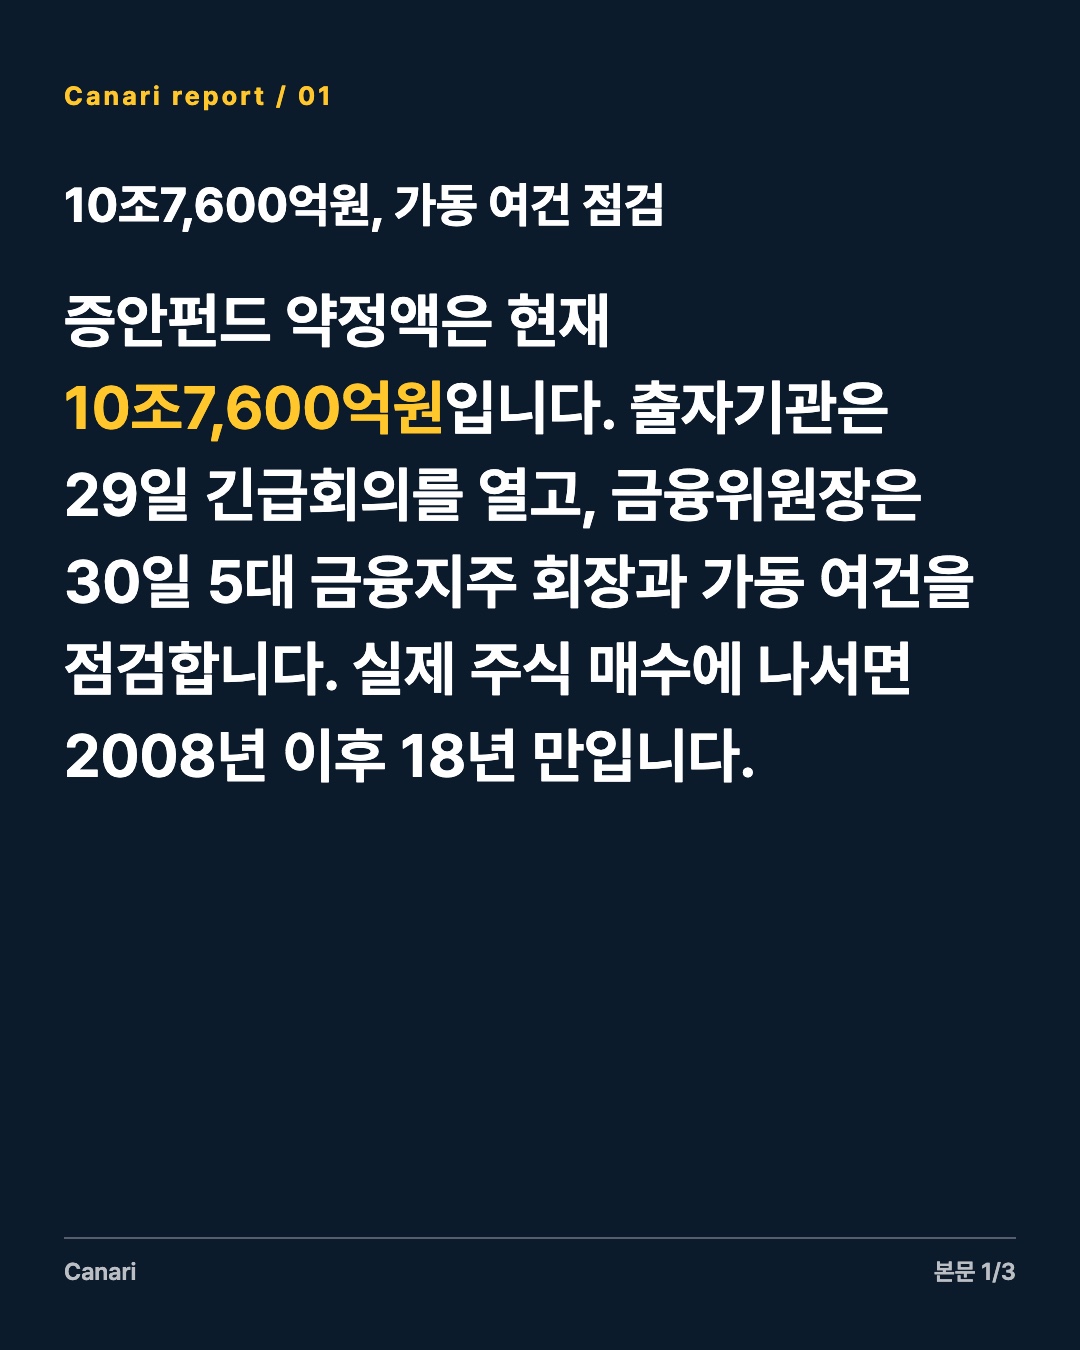 Canari report / 01
10조7,600억원, 가동 여건 점검
증안펀드 약정액은 현재
10조7,600억원입니다. 출자기관은
29일 긴급회의를 열고, 금융위원장은
30일 5대 금융지주 회장과 가동 여건을
점검합니다. 실제 주식 매수에 나서면
2008년 이후 18년 만입니다.
Canari
본문 1/3